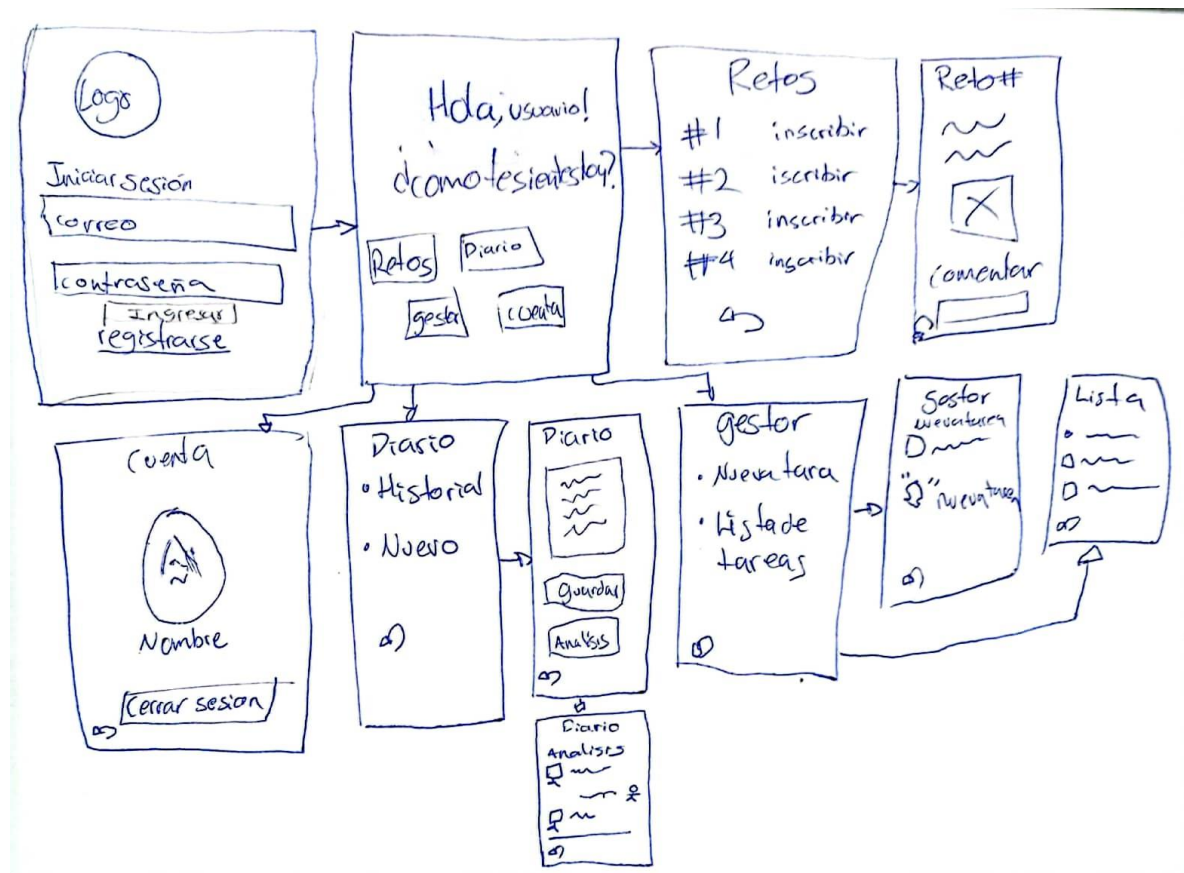 Logo
Iniciar sesión
correo
contraseña
Ingresar
registrarse
Hola, usuario!
¿como te sientes hoy?
Retos
Diario
gestor
cuenta
Retos
#1 inscribir
#2 iscribir
#3 inscribir
#4 inscribir
Reto#
comentar
Cuenta
Nombre
Cerrar sesion
Diario
• Historial
• Nuevo
Diario
Guardar
Analisis
Diario
Analisis
gestor
• Nueva tara
• Lista de
tareas
Gestor
nueva tarea
"" nueva tarea
Lista